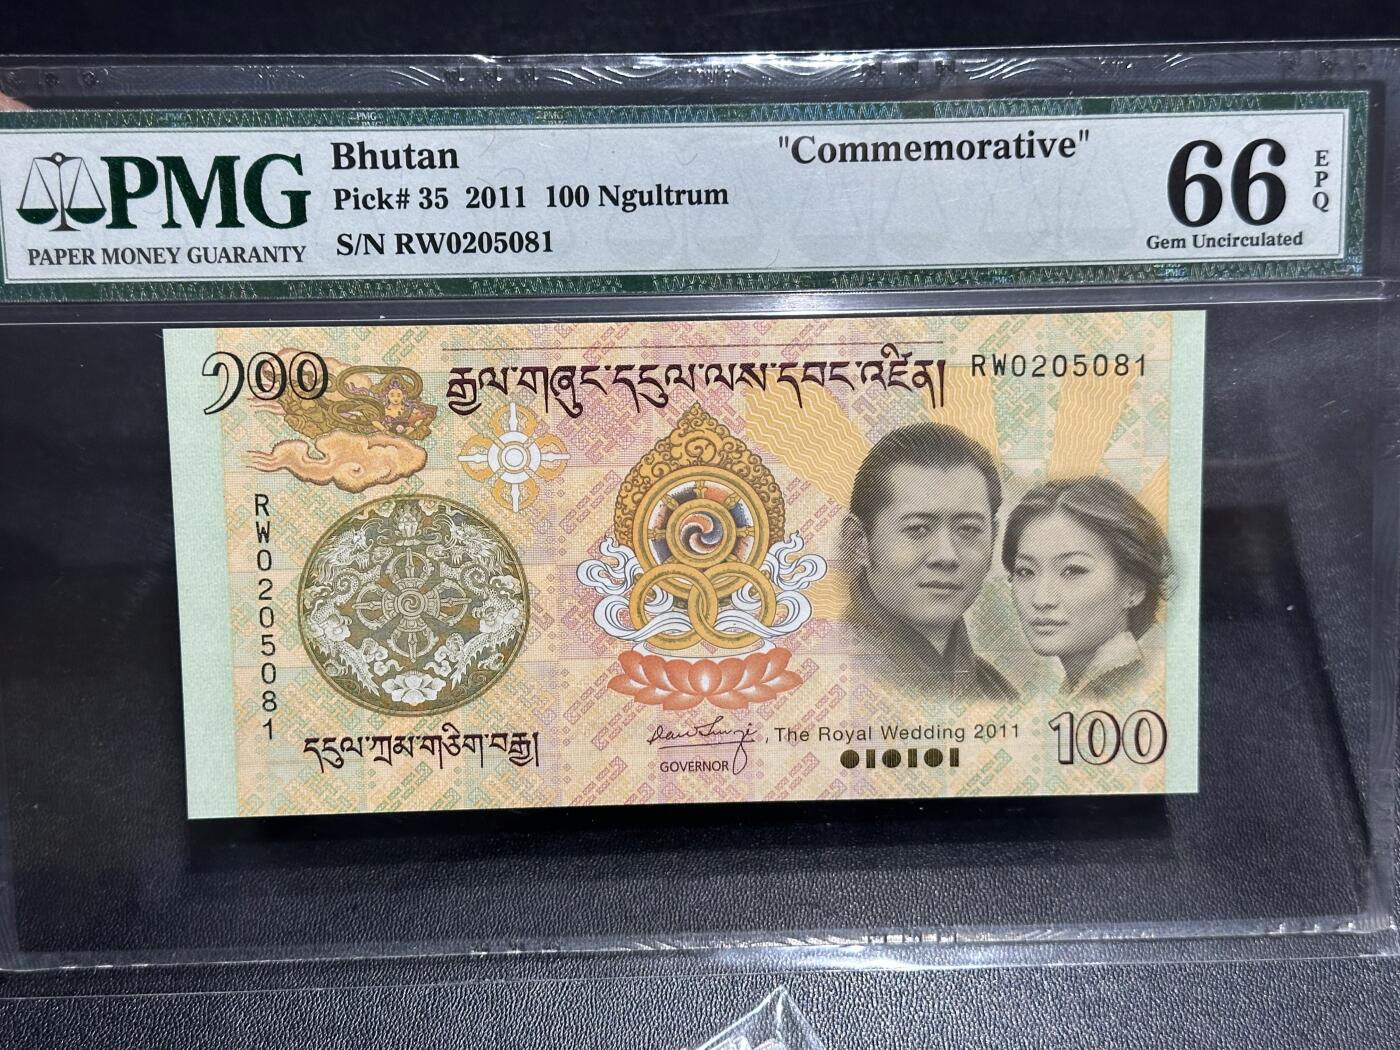 PMG
PAPER MONEY GUARANTY
Bhutan
Pick# 35 2011 100 Ngultrum
S/N RW0205081
"Commemorative"
66
EPQ
Gem Uncirculated
༡༠༠
རྒྱལ་གཞུང་དངུལ་ལས་དབང་འཛིན།
RW0205081
RW0205081
དངུལ་ཀྲམ་གཅིག་བརྒྱ།
GOVERNOR
, The Royal Wedding 2011
100